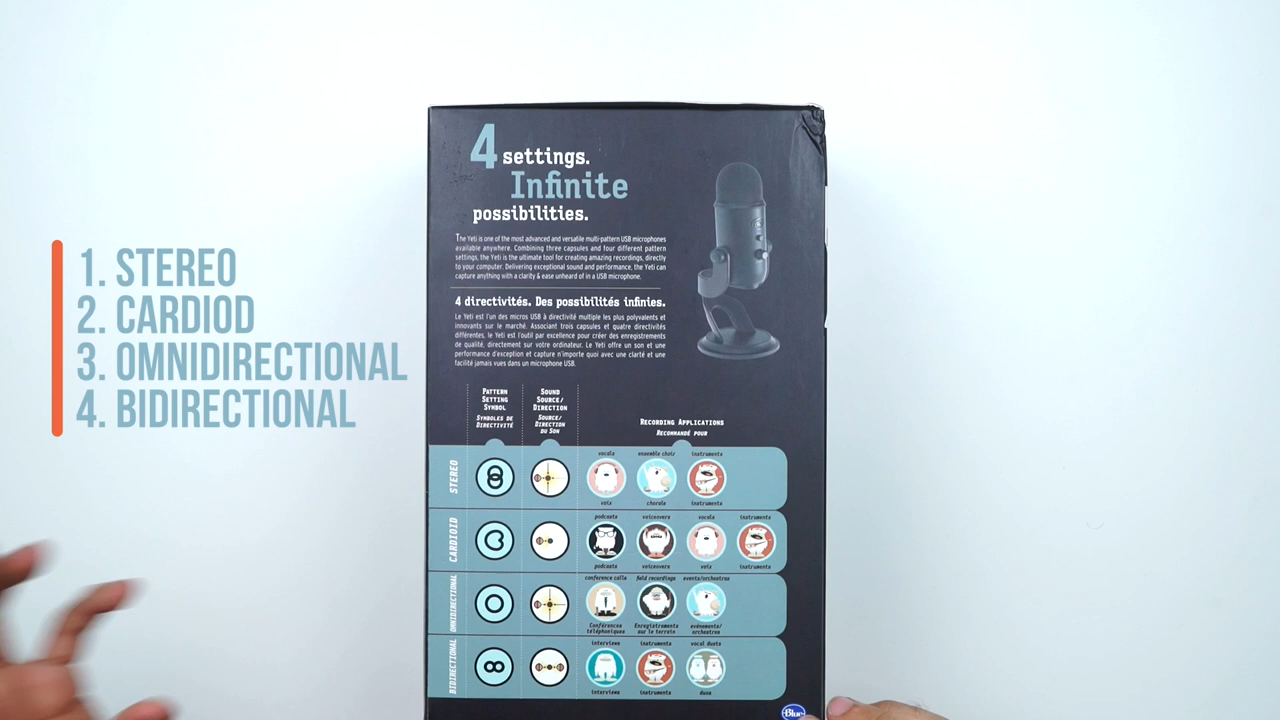 1. STEREO
2. CARDIOD
3. OMNIDIRECTIONAL
4. BIDIRECTIONAL
4 settings.
Infinite
possibilities.
The Yeti is one of the most advanced and versatile multi-pattern USB microphones
available anywhere. Combining three capsules and four different pattern
settings, the Yeti is the ultimate tool for creating amazing recordings, directly
to your computer. Delivering exceptional sound and performance, the Yeti can
capture anything with a clarity & ease unheard of in a USB microphone.
4 directivités. Des possibilités infinies.
Le Yeti est l'un des micros USB à directivité multiple les plus polyvalents et
innovants sur le marché. Associant trois capsules et quatre directivités
différentes, le Yeti est l'outil par excellence pour créer des enregistrements
de qualité, directement sur votre ordinateur. Le Yeti offre un son et une
performance d'exception et capture n'importe quoi avec une clarté et une
facilité jamais vues dans un microphone USB.
PATTERN
SETTING
SYMBOL
SYMBOLES DE
DIRECTIVITÉ
SOUND
SOURCE/
DIRECTION
SOURCE/
DIRECTION
DU SON
RECORDING APPLICATIONS
RECOMMANDÉ POUR
STEREO
vocals
ensemble choir
instruments
voix
chorale
instruments
CARDIOID
podcasts
voiceovers
vocals
instruments
podcasts
voiceovers
voix
instruments
OMNIDIRECTIONAL
conference calls
field recordings
events/orchestras
Conférences
téléphoniques
Enregistrements
sur le terrain
événements/
orchestres
BIDIRECTIONAL
interviews
instruments
vocal duets
interviews
instruments
duos
Blue